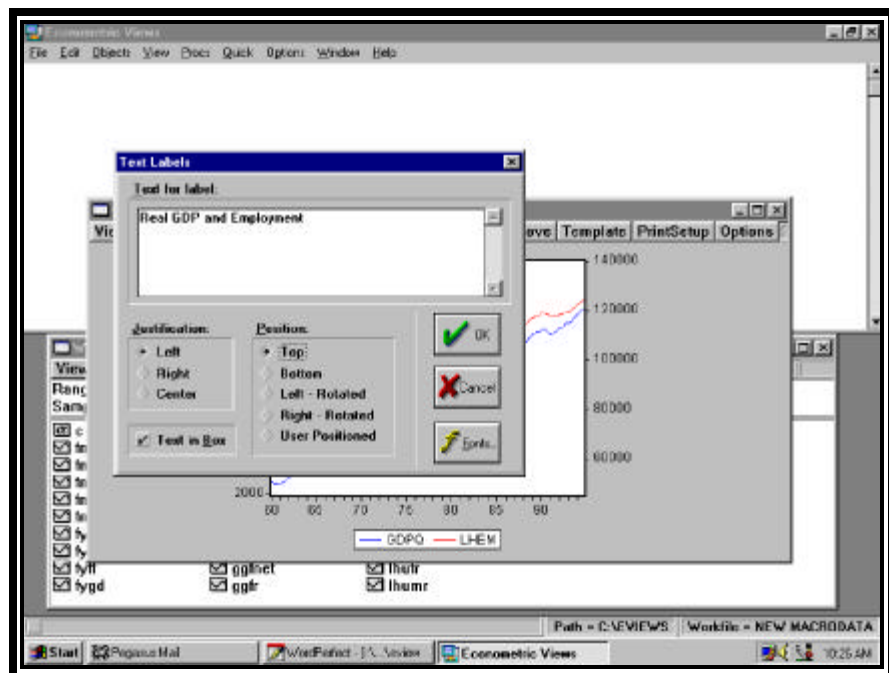 Econometric Views
File Edit Objects View Procs Quick Options Window Help
Text Labels
Text for label:
Real GDP and Employment
Template PrintSetup Options
Justification:
Left
Right
Center
Text in Box
Position:
Top
Bottom
Left - Rotated
Right - Rotated
User Positioned
OK
Cancel
Fonts...
140000
120000
100000
80000
60000
2000
60 65 70 75 80 85 90
GDPQ LHEM
View
c
fyff ggfnet lhufr
fygd ggfr lhumr
Path = C:\EVIEWS Workfile = NEW MACRODATA
Start Pegasus Mail WordPerfect Econometric Views 10:25 AM